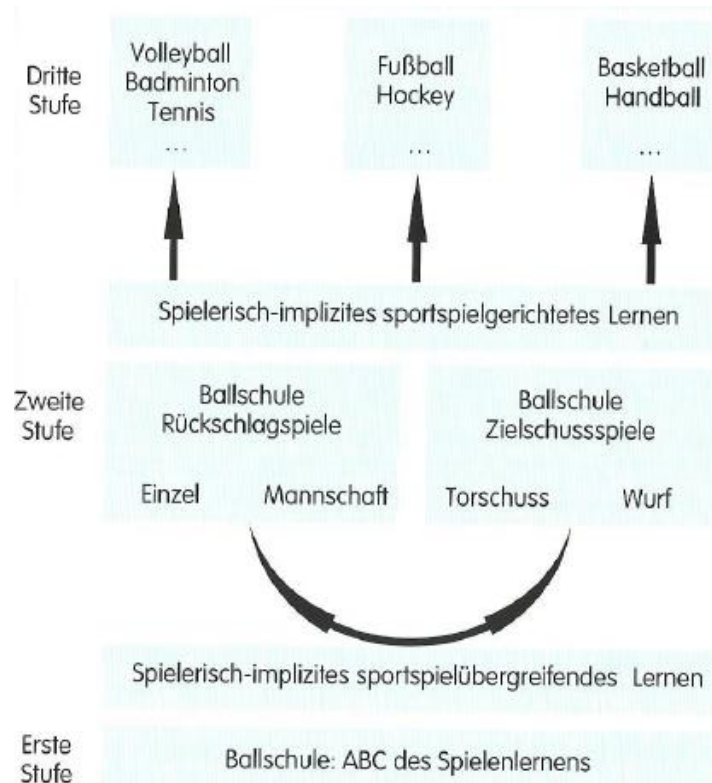 Dritte
Stufe
Volleyball
Badminton
Tennis
...
Fußball
Hockey
...
Basketball
Handball
...
Spielerisch-implizites sportspielgerichtetes Lernen
Zweite
Stufe
Ballschule
Rückschlagspiele
Einzel Mannschaft
Ballschule
Zielschussspiele
Torschuss Wurf
Spielerisch-implizites sportspielübergreifendes Lernen
Erste
Stufe
Ballschule: ABC des Spielenlernens